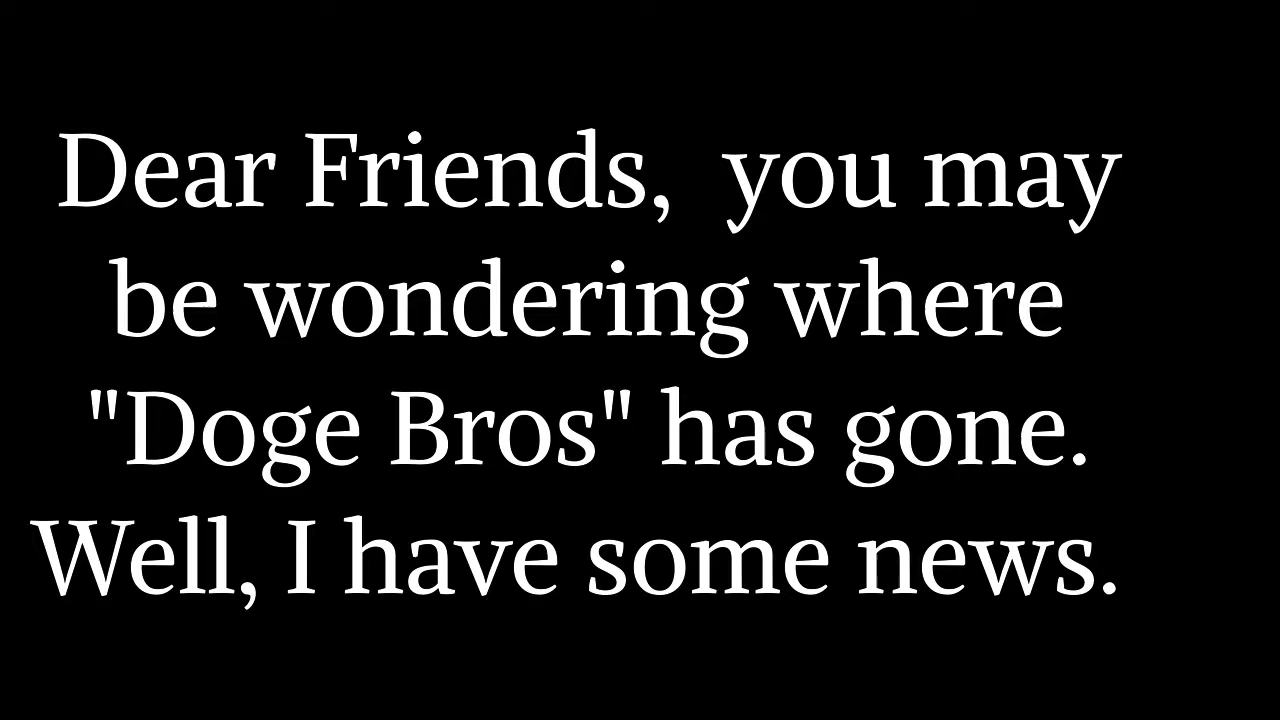 Dear Friends,  you may
be wondering where
"Doge Bros" has gone.
Well, I have some news.